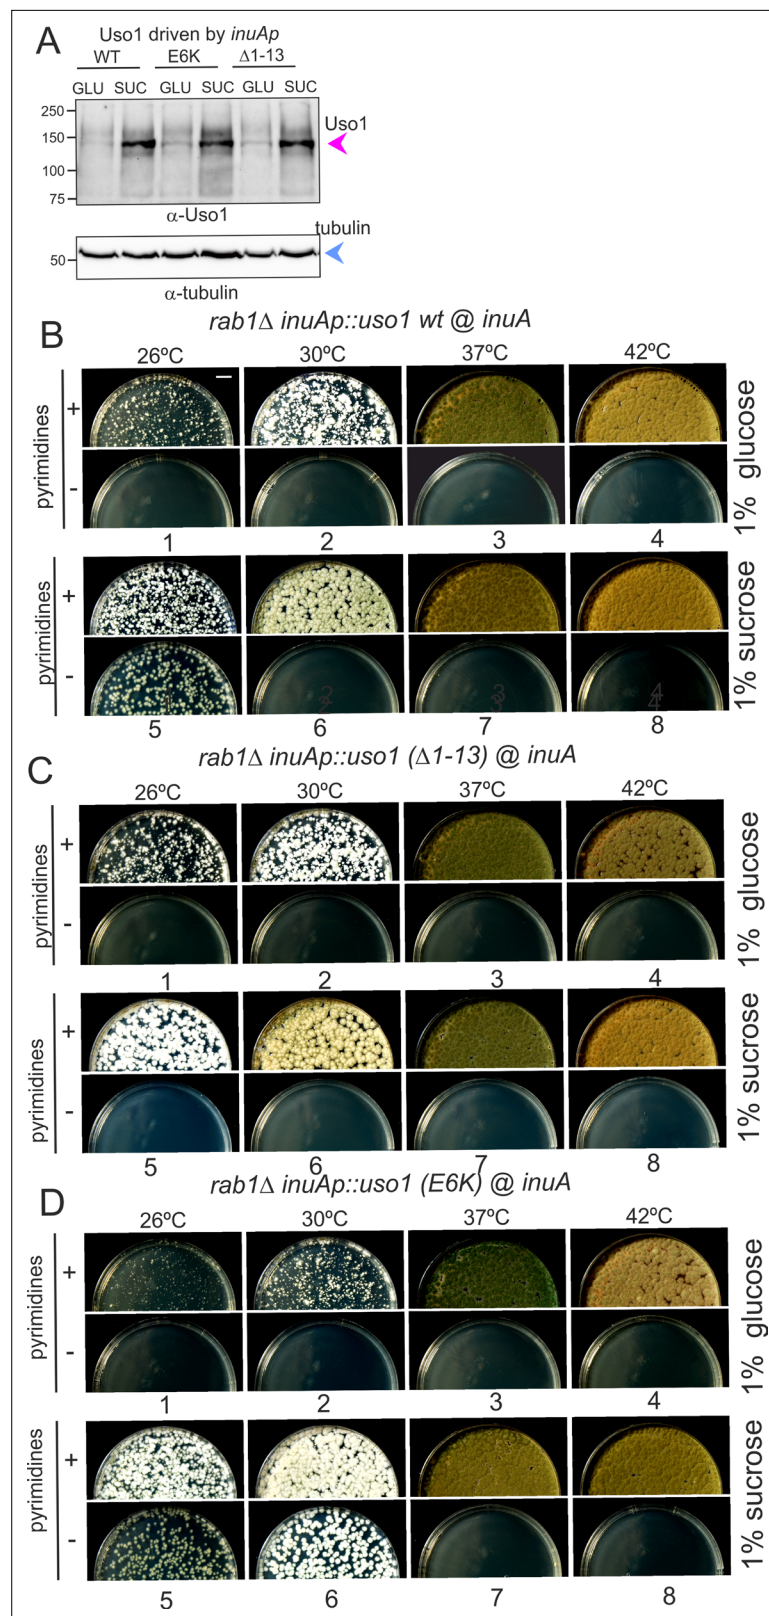 A
Uso1 driven by inuAp
WT E6K Δ1-13
GLU SUC GLU SUC GLU SUC
250
150
100
75
Uso1
α-Uso1
tubulin
50
α-tubulin
B
rab1Δ inuAp::uso1 wt @ inuA
26ºC 30ºC 37ºC 42ºC
pyrimidines
+
-
1% glucose
1 2 3 4
pyrimidines
+
-
1% sucrose
2 3 4
5 6 7 8
C
rab1Δ inuAp::uso1 (Δ1-13) @ inuA
26ºC 30ºC 37ºC 42ºC
pyrimidines
+
-
1% glucose
1 2 3 4
pyrimidines
+
-
1% sucrose
5 6 7 8
D
rab1Δ inuAp::uso1 (E6K) @ inuA
26ºC 30ºC 37ºC 42ºC
pyrimidines
+
-
1% glucose
1 2 3 4
pyrimidines
+
-
1% sucrose
5 6 7 8